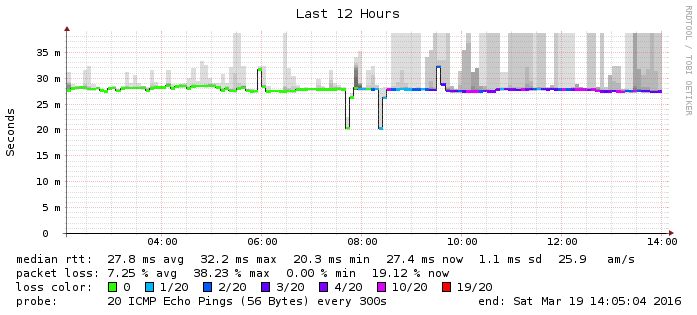 Last 12 Hours
RRDTOOL / TOBI OETIKER
Seconds
35 m
30 m
25 m
20 m
15 m
10 m
5 m
0
04:00 06:00 08:00 10:00 12:00 14:00
median rtt: 27.8 ms avg 32.2 ms max 20.3 ms min 27.4 ms now 1.1 ms sd 25.9 am/s
packet loss: 7.25 % avg 38.23 % max 0.00 % min 19.12 % now
loss color: 0 1/20 2/20 3/20 4/20 10/20 19/20
probe: 20 ICMP Echo Pings (56 Bytes) every 300s end: Sat Mar 19 14:05:04 2016